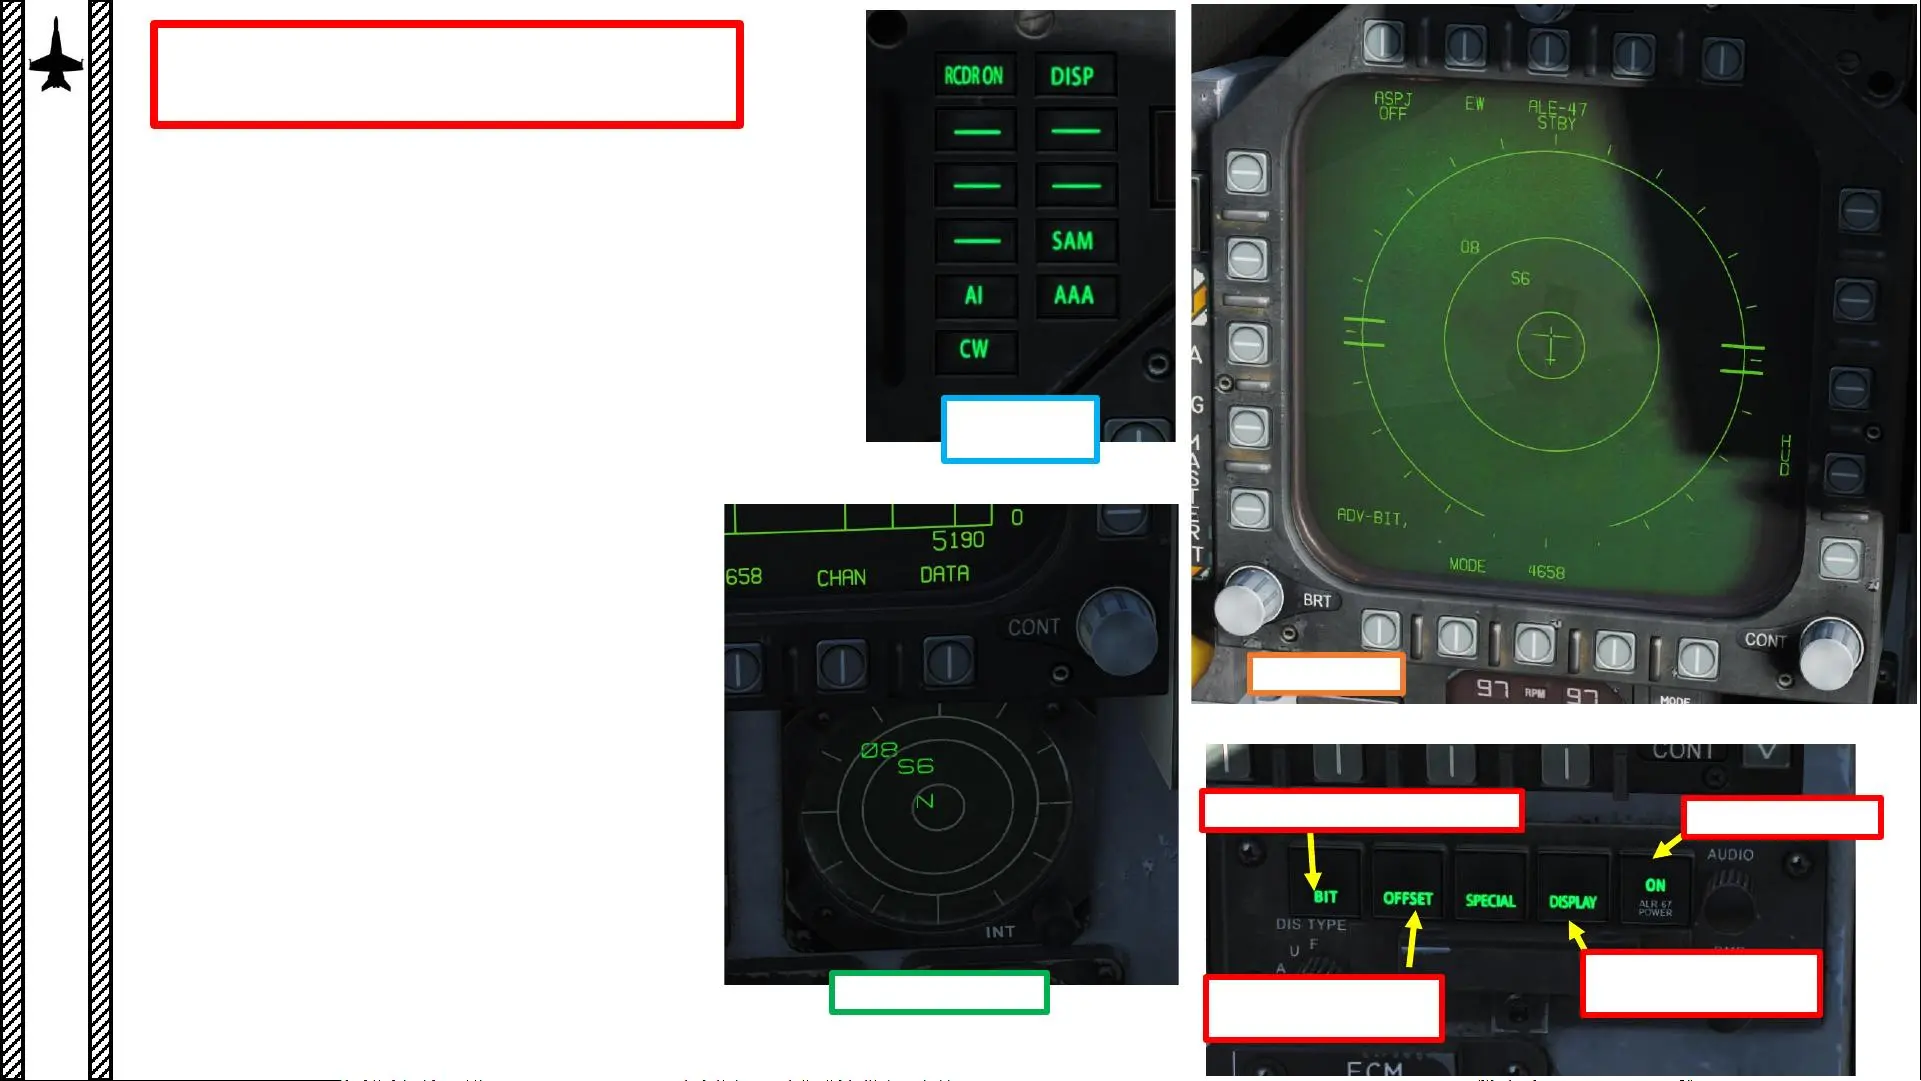 RCDR ON
DISP
SAM
AI
AAA
CW
ASPJ
OFF
EW
ALE-47
STBY
08
S6
HUD
ADV-BIT,
MODE
4658
BRT
CONT
97 RPM 97
MODE
A
G
MASTER
0
5190
658
CHAN
DATA
CONT
08
S6
N
INT
CONT
AUDIO
BIT
OFFSET
SPECIAL
DISPLAY
ON
ALR-67
POWER
DIS TYPE
F
U
A
ECM